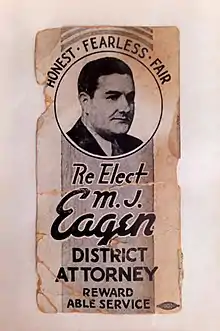 HONEST · FEARLESS · FAIR
Re Elect
M. J.
Eagen
DISTRICT
ATTORNEY
REWARD
ABLE SERVICE